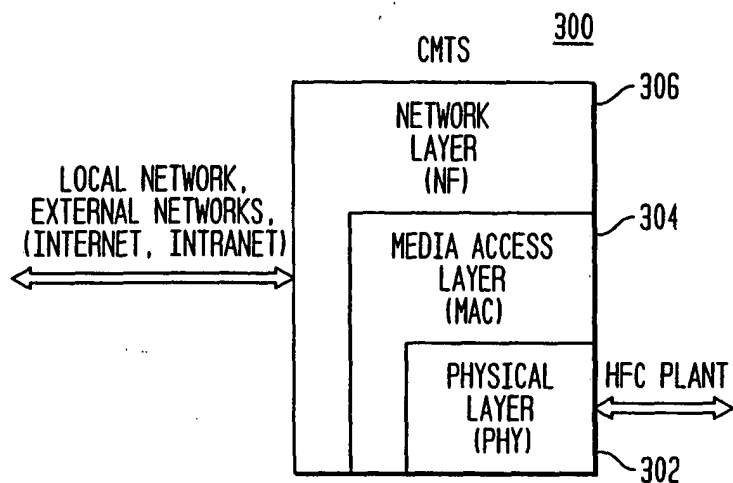 300
CMTS
306
NETWORK
LAYER
(NF)
LOCAL NETWORK,
EXTERNAL NETWORKS,
(INTERNET, INTRANET)
304
MEDIA ACCESS
LAYER
(MAC)
PHYSICAL
LAYER
(PHY)
HFC PLANT
302